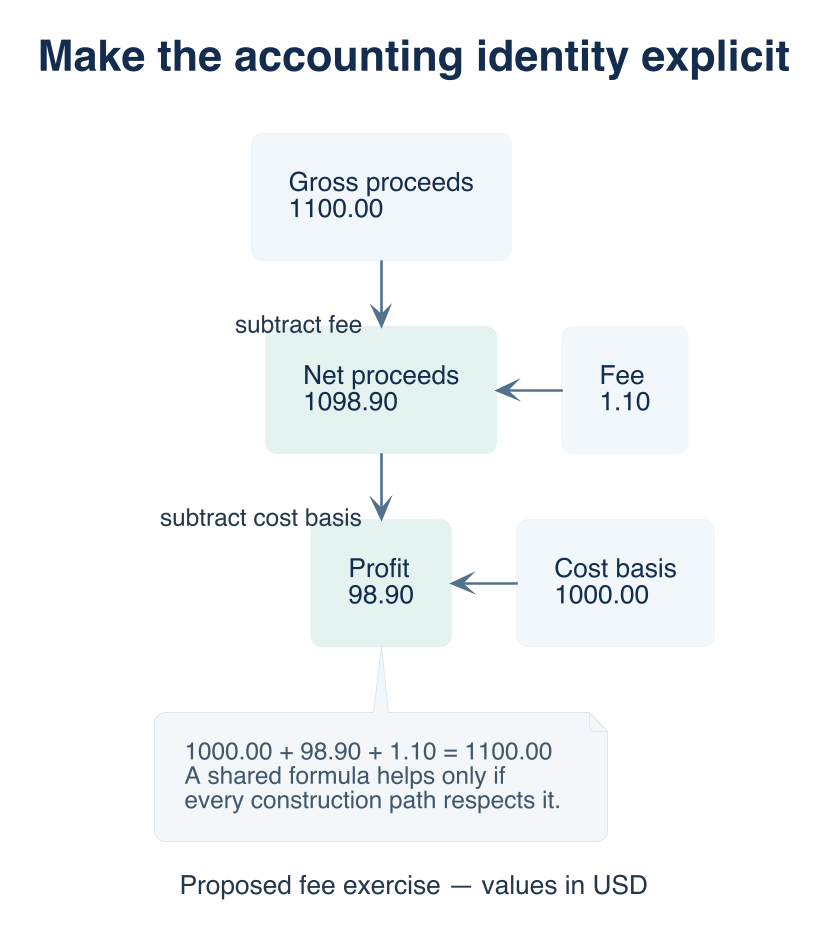 Make the accounting identity explicit
Gross proceeds
1100.00
subtract fee
Net proceeds
1098.90
Fee
1.10
subtract cost basis
Profit
98.90
Cost basis
1000.00
1000.00 + 98.90 + 1.10 = 1100.00
A shared formula helps only if
every construction path respects it.
Proposed fee exercise — values in USD